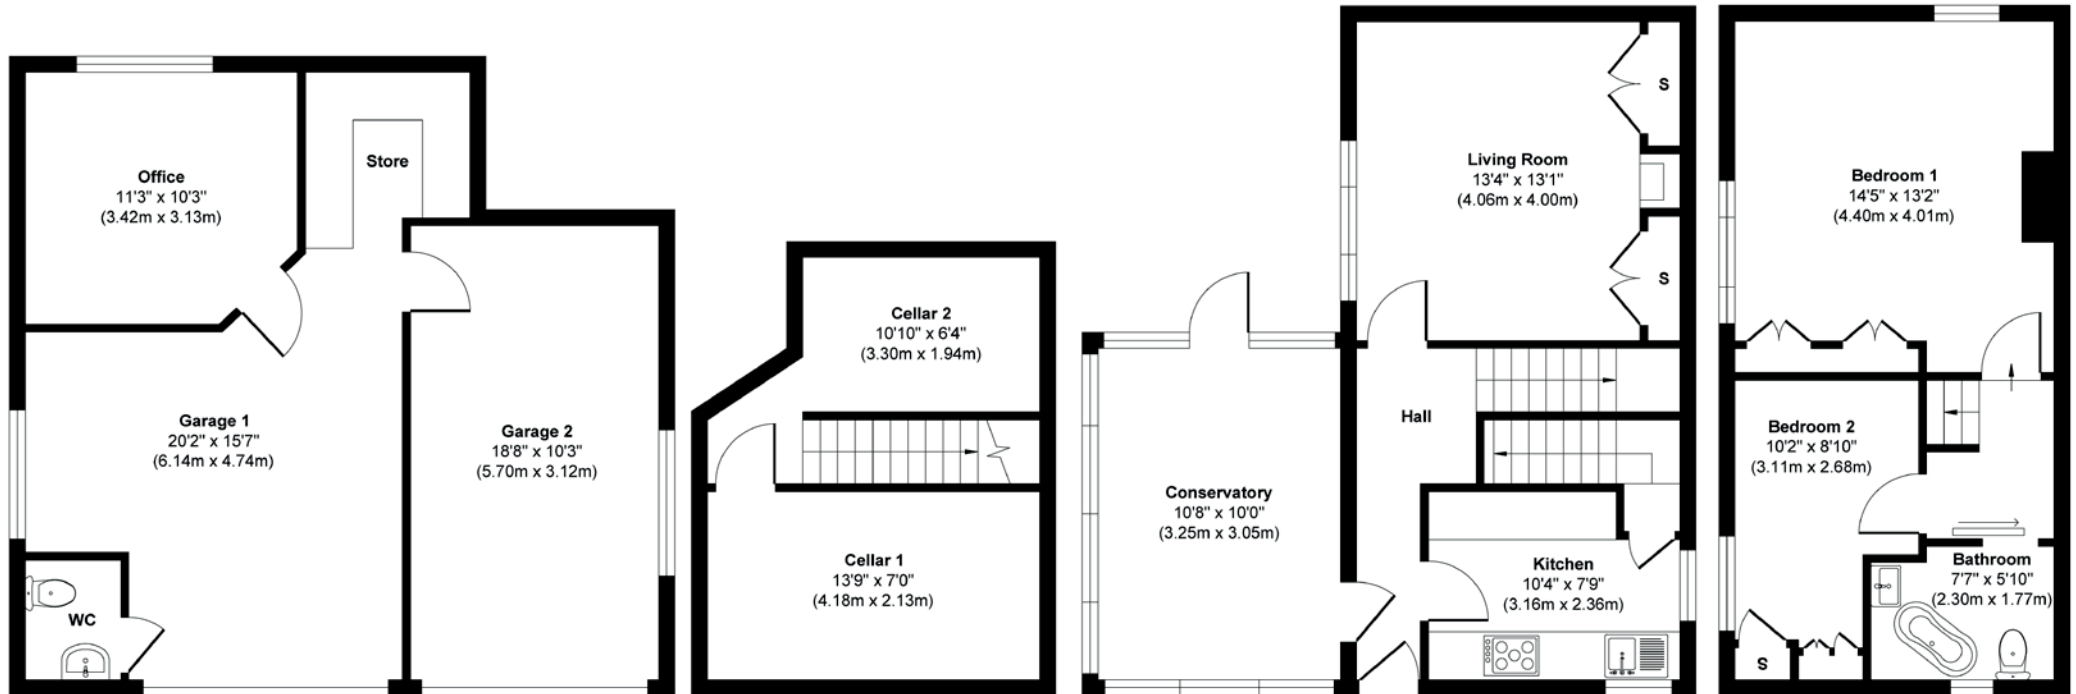 Office
11'3" x 10'3"
(3.42m x 3.13m)
Store
Garage 1
20'2" x 15'7"
(6.14m x 4.74m)
Garage 2
18'8" x 10'3"
(5.70m x 3.12m)
WC
Cellar 2
10'10" x 6'4"
(3.30m x 1.94m)
Cellar 1
13'9" x 7'0"
(4.18m x 2.13m)
Living Room
13'4" x 13'1"
(4.06m x 4.00m)
S
S
Hall
Conservatory
10'8" x 10'0"
(3.25m x 3.05m)
Kitchen
10'4" x 7'9"
(3.16m x 2.36m)
Bedroom 1
14'5" x 13'2"
(4.40m x 4.01m)
Bedroom 2
10'2" x 8'10"
(3.11m x 2.68m)
Bathroom
7'7" x 5'10"
(2.30m x 1.77m)
S